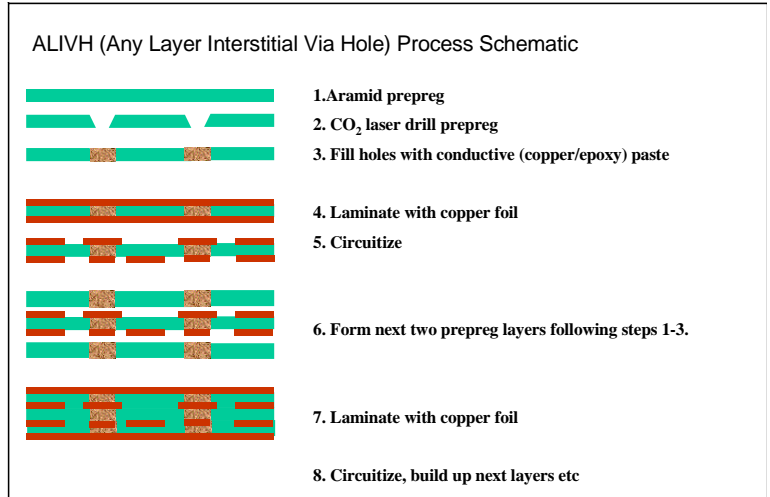 ALIVH (Any Layer Interstitial Via Hole) Process Schematic
1.Aramid prepreg
2. CO2 laser drill prepreg
3. Fill holes with conductive (copper/epoxy) paste
4. Laminate with copper foil
5. Circuitize
6. Form next two prepreg layers following steps 1-3.
7. Laminate with copper foil
8. Circuitize, build up next layers etc